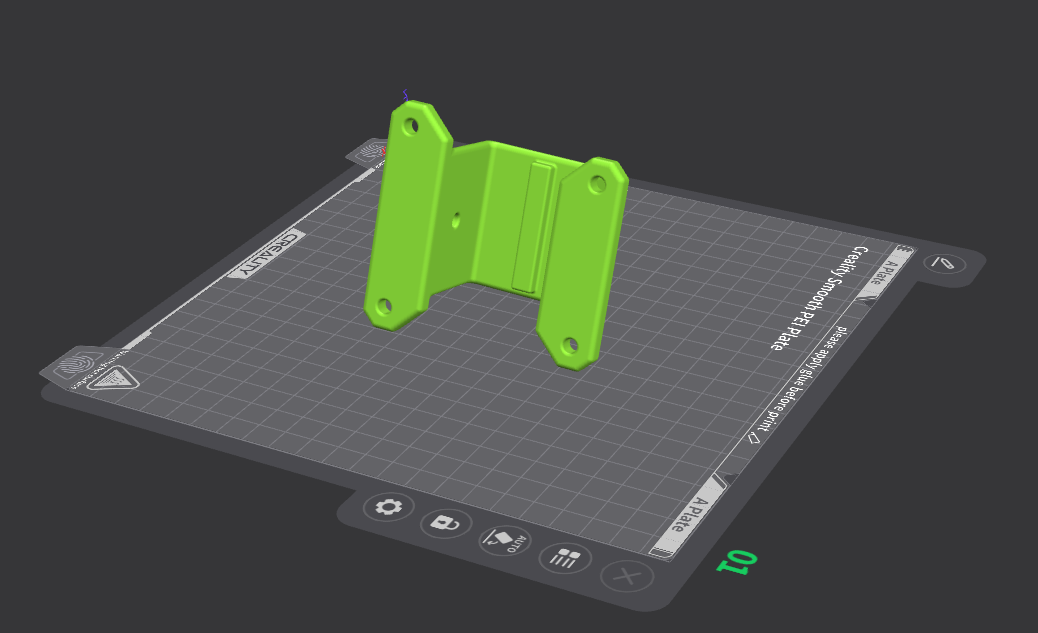 CREALITY
A Plate
Creality Smooth PEI Plate
please apply glue before print
A Plate
AUTO
01